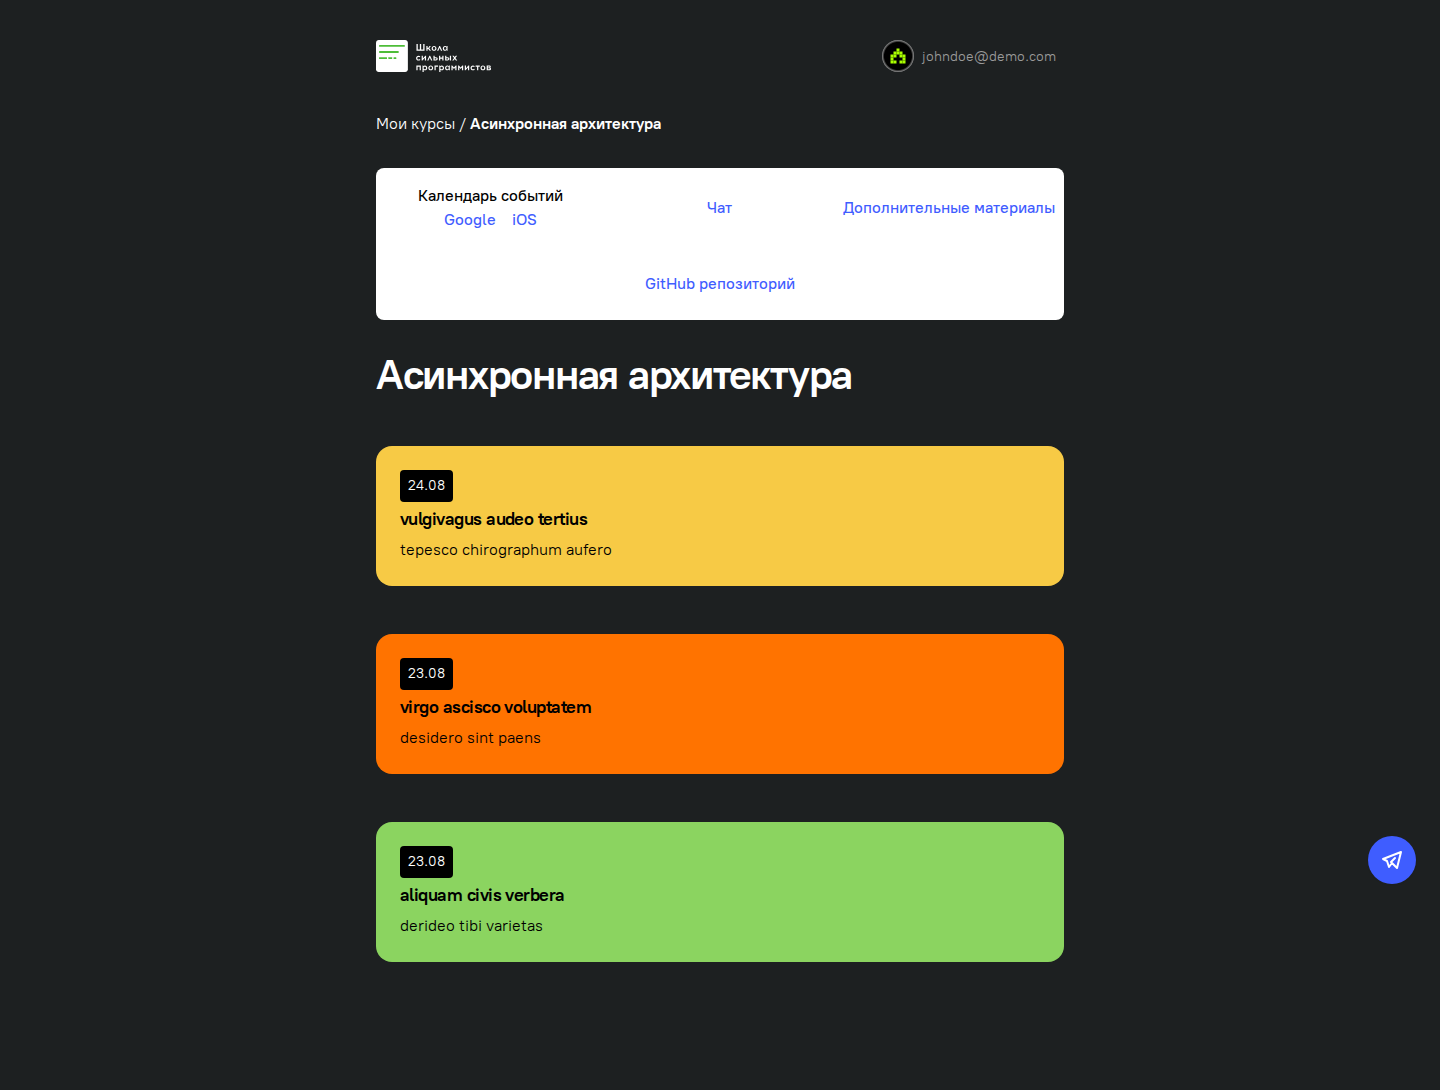 Школа
сильных
программистов
johndoe@demo.com
Мои курсы / Асинхронная архитектура
Календарь событий
Google iOS
Чат
Дополнительные материалы
GitHub репозиторий
Асинхронная архитектура
24.08
vulgivagus audeo tertius
tepesco chirographum aufero
23.08
virgo ascisco voluptatem
desidero sint paens
23.08
aliquam civis verbera
derideo tibi varietas